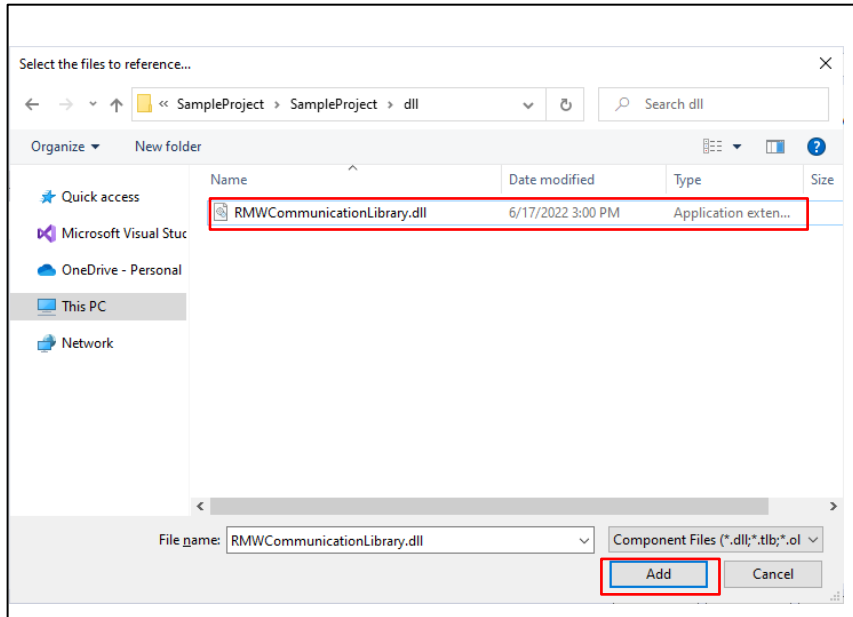 Select the files to reference...
« SampleProject > SampleProject > dll
Search dll
Organize
New folder
Name
Date modified
Type
Size
Quick access
RMWCommunicationLibrary.dll
6/17/2022 3:00 PM
Application exten...
Microsoft Visual Stuc
OneDrive - Personal
This PC
Network
File name:
RMWCommunicationLibrary.dll
Component Files (*.dll;*.tlb;*.ol
Add
Cancel